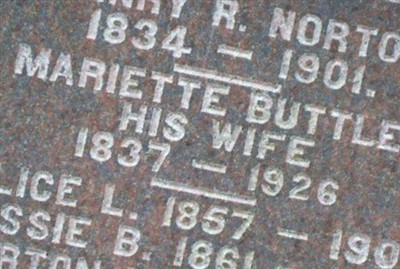 R. NORTO
1834 — 1901.
MARIETTE BUTTLE
HIS WIFE
1837 — 1926
LICE L. 1857 — 190
SSIE B. 1861